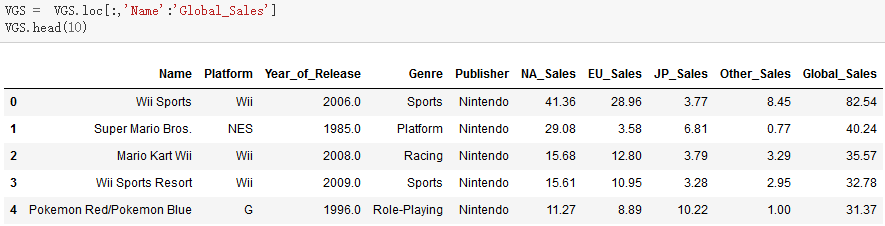 VGS = VGS.loc[:,'Name':'Global_Sales']
VGS.head(10)
Name Platform Year_of_Release Genre Publisher NA_Sales EU_Sales JP_Sales Other_Sales Global_Sales
0 Wii Sports Wii 2006.0 Sports Nintendo 41.36 28.96 3.77 8.45 82.54
1 Super Mario Bros. NES 1985.0 Platform Nintendo 29.08 3.58 6.81 0.77 40.24
2 Mario Kart Wii Wii 2008.0 Racing Nintendo 15.68 12.80 3.79 3.29 35.57
3 Wii Sports Resort Wii 2009.0 Sports Nintendo 15.61 10.95 3.28 2.95 32.78
4 Pokemon Red/Pokemon Blue G 1996.0 Role-Playing Nintendo 11.27 8.89 10.22 1.00 31.37